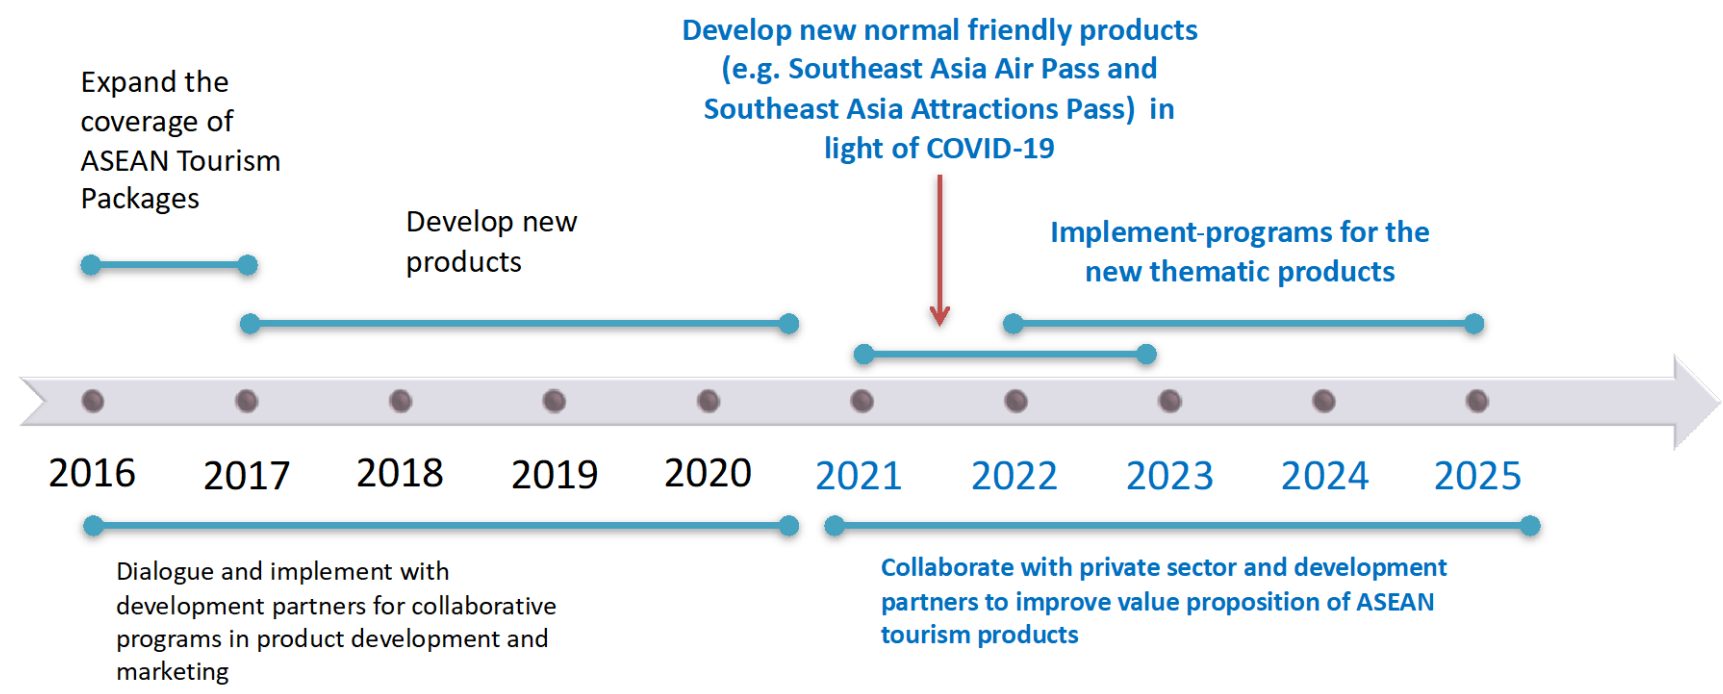 Develop new normal friendly products
(e.g. Southeast Asia Air Pass and
Southeast Asia Attractions Pass) in
light of COVID-19
Expand the
coverage of
ASEAN Tourism
Packages
Develop new
products
Implement-programs for the
new thematic products
2016 2017 2018 2019 2020 2021 2022 2023 2024 2025
Dialogue and implement with
development partners for collaborative
programs in product development and
marketing
Collaborate with private sector and development
partners to improve value proposition of ASEAN
tourism products